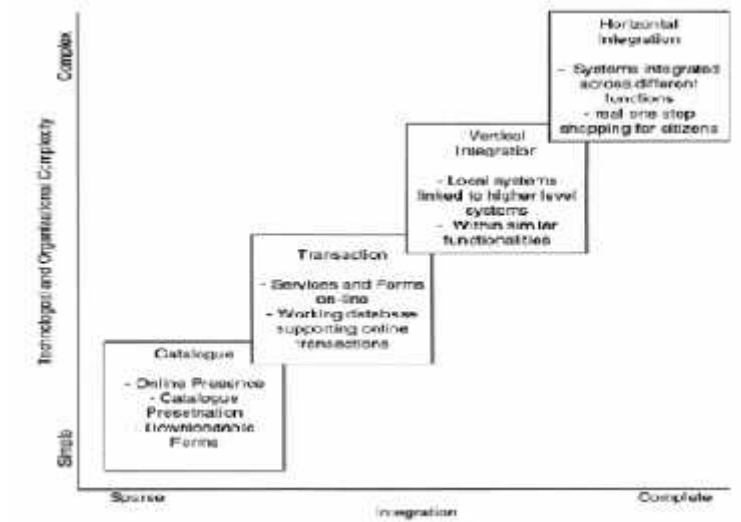 Complex
Technological and Organizational Complexity
Simple
Horizontal
Integration
- Systems integrated
across different
functions
- real one stop
shopping for citizens
Vertical
Integration
- Local systems
linked to higher level
systems
- Within similar
functionalities
Transaction
- Services and Forms
on-line
- Working database
supporting online
transactions
Catalogue
- Online Presence
- Catalogue
Presetnation
- Downloadable
Forms
Sparse
Complete
Integration